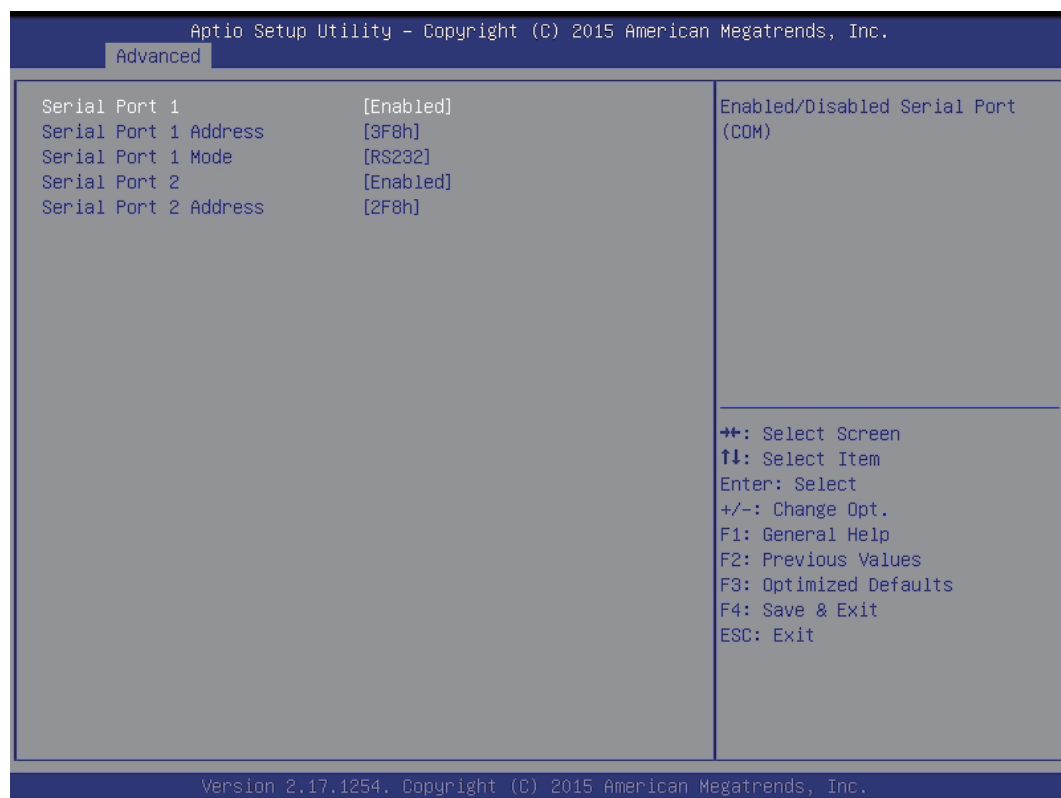 Aptio Setup Utility – Copyright (C) 2015 American Megatrends, Inc.
Advanced
Serial Port 1 [Enabled]
Serial Port 1 Address [3F8h]
Serial Port 1 Mode [RS232]
Serial Port 2 [Enabled]
Serial Port 2 Address [2F8h]
Enabled/Disabled Serial Port
(COM)
→←: Select Screen
↑↓: Select Item
Enter: Select
+/-: Change Opt.
F1: General Help
F2: Previous Values
F3: Optimized Defaults
F4: Save & Exit
ESC: Exit
Version 2.17.1254. Copyright (C) 2015 American Megatrends, Inc.